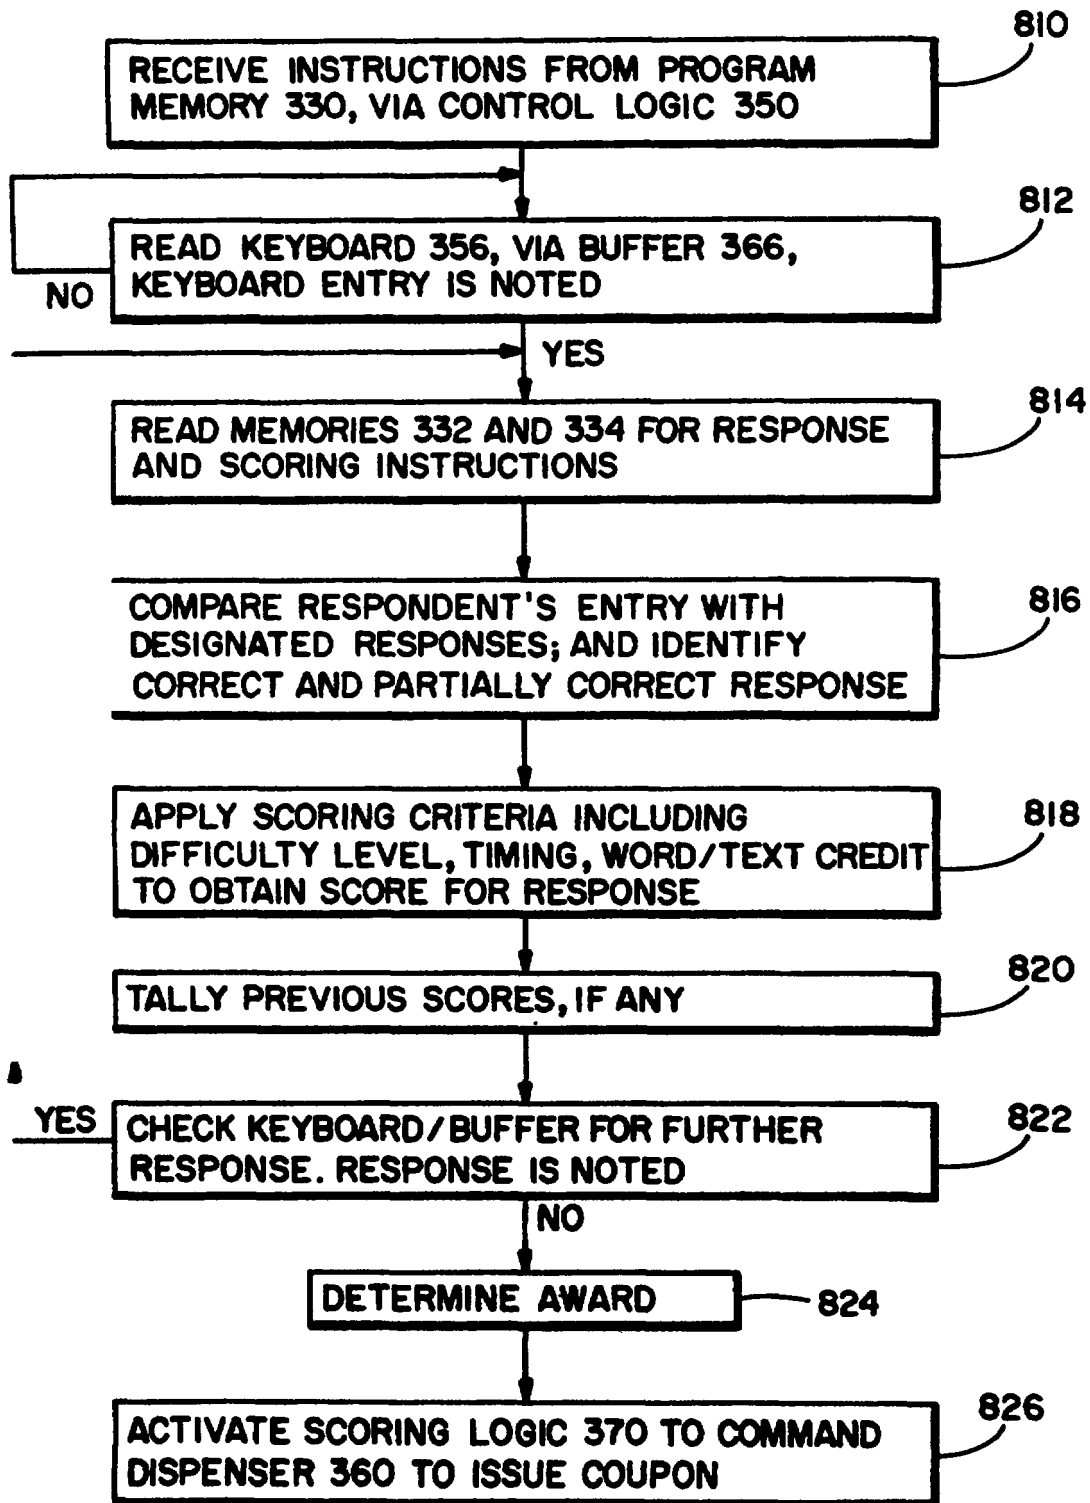 810
RECEIVE INSTRUCTIONS FROM PROGRAM
MEMORY 330, VIA CONTROL LOGIC 350
812
READ KEYBOARD 356, VIA BUFFER 366,
KEYBOARD ENTRY IS NOTED
NO
YES
814
READ MEMORIES 332 AND 334 FOR RESPONSE
AND SCORING INSTRUCTIONS
816
COMPARE RESPONDENT'S ENTRY WITH
DESIGNATED RESPONSES; AND IDENTIFY
CORRECT AND PARTIALLY CORRECT RESPONSE
818
APPLY SCORING CRITERIA INCLUDING
DIFFICULTY LEVEL, TIMING, WORD/TEXT CREDIT
TO OBTAIN SCORE FOR RESPONSE
820
TALLY PREVIOUS SCORES, IF ANY
YES
822
CHECK KEYBOARD/BUFFER FOR FURTHER
RESPONSE. RESPONSE IS NOTED
NO
DETERMINE AWARD
824
826
ACTIVATE SCORING LOGIC 370 TO COMMAND
DISPENSER 360 TO ISSUE COUPON